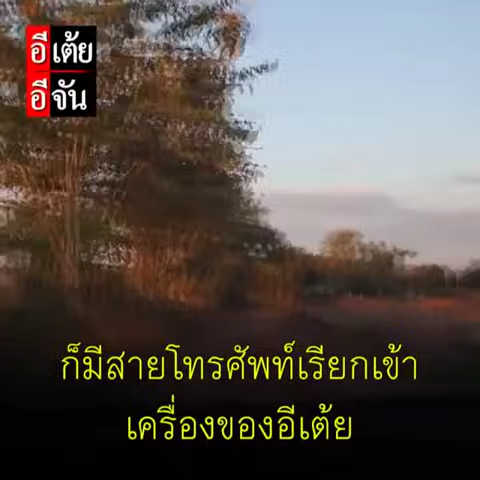 อีเต้ย
อีจัน
ก็มีสายโทรศัพท์เรียกเข้า
เครื่องของอีเต้ย